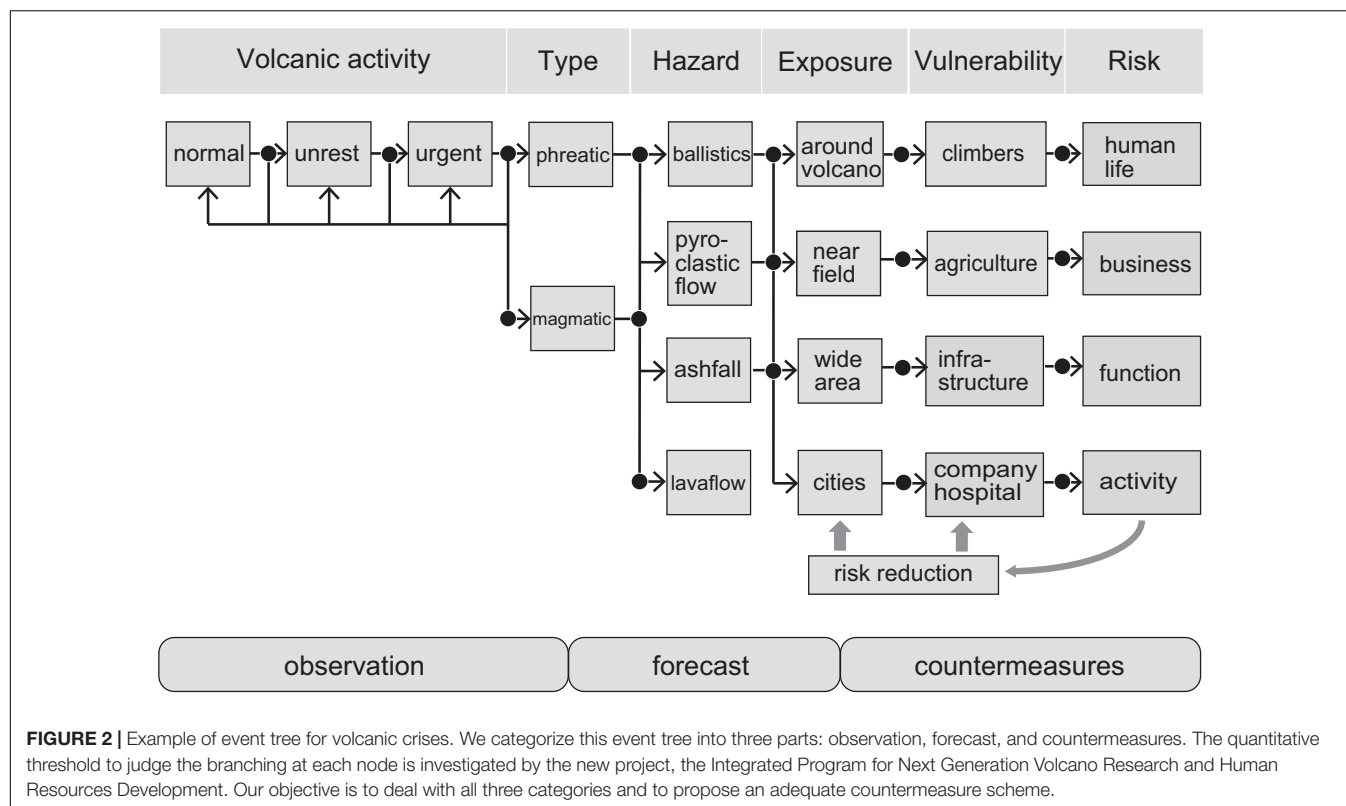 Volcanic activity Type Hazard Exposure Vulnerability Risk
normal unrest urgent phreatic ballistics around volcano climbers human life
pyro-
clastic
flow
near
field
agriculture
business
magmatic
ashfall
wide
area
infra-
structure
function
lavaflow
cities
company
hospital
activity
risk reduction
observation forecast countermeasures
FIGURE 2 | Example of event tree for volcanic crises. We categorize this event tree into three parts: observation, forecast, and countermeasures. The quantitative
threshold to judge the branching at each node is investigated by the new project, the Integrated Program for Next Generation Volcano Research and Human
Resources Development. Our objective is to deal with all three categories and to propose an adequate countermeasure scheme.